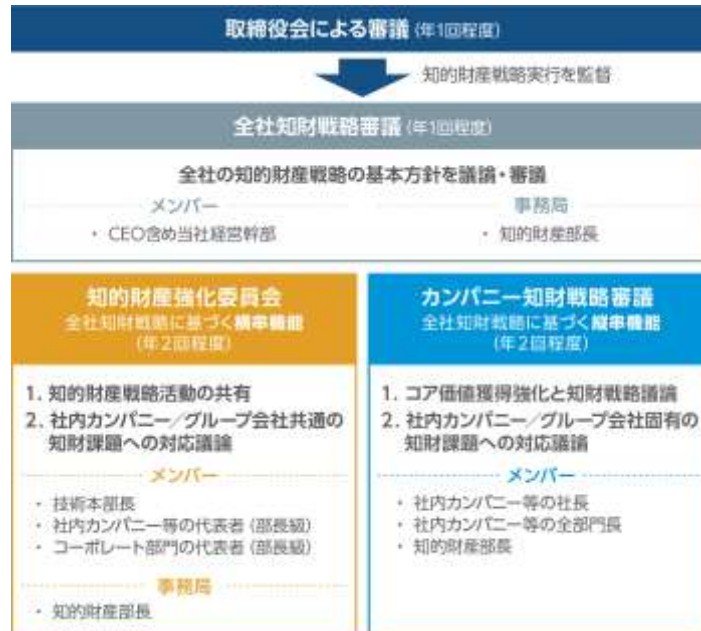 取締役会による審議 (年1回程度)
知的財産戦略実行を監督
全社知財戦略審議 (年1回程度)
全社の知的財産戦略の基本方針を議論・審議
メンバー
・ CEO含め当社経営幹部
事務局
・ 知的財産部長
知的財産強化委員会
全社知財戦略に基づく横串機能
(年2回程度)
1. 知的財産戦略活動の共有
2. 社内カンパニー／グループ会社共通の
知財課題への対応議論
メンバー
・ 技術本部長
・ 社内カンパニー等の代表者 (部長級)
・ コーポレート部門の代表者 (部長級)
事務局
・ 知的財産部長
カンパニー知財戦略審議
全社知財戦略に基づく縦串機能
(年2回程度)
1. コア価値獲得強化と知財戦略議論
2. 社内カンパニー／グループ会社固有の
知財課題への対応議論
メンバー
・ 社内カンパニー等の社長
・ 社内カンパニー等の全部門長
・ 知的財産部長